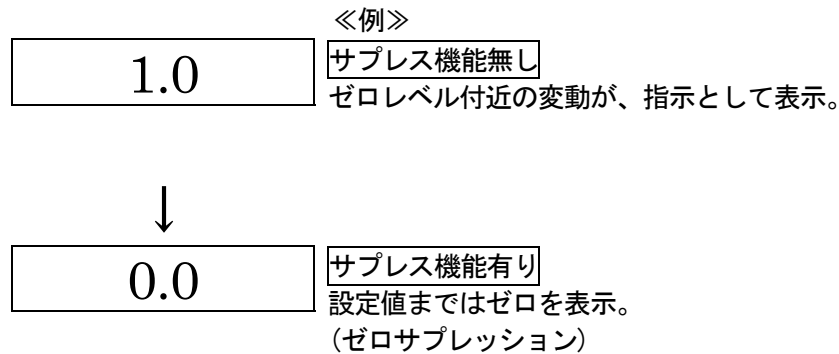 ≪例≫
1.0
サプレス機能無し
ゼロレベル付近の変動が、指示として表示。
↓
0.0
サプレス機能有り
設定値まではゼロを表示。
(ゼロサプレッション)